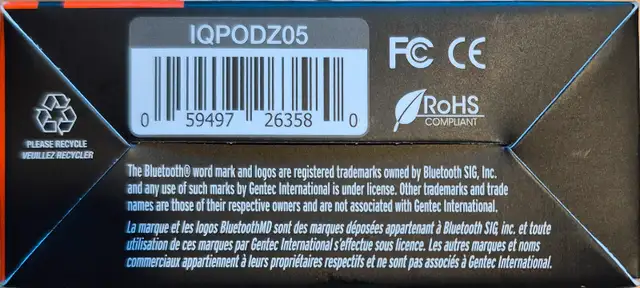 IQPODZ05
0 59497 26358 0
FC CE
RoHS
COMPLIANT
PLEASE RECYCLE
VEUILLEZ RECYCLER
The Bluetooth® word mark and logos are registered trademarks owned by Bluetooth SIG, Inc.
and any use of such marks by Gentec International is under license. Other trademarks and trade
names are those of their respective owners and are not associated with Gentec International.
La marque et les logos BluetoothMD sont des marques déposées appartenant à Bluetooth SIG, inc. et toute
utilisation de ces marques par Gentec International s'effectue sous licence. Les autres marques et noms
commerciaux appartiennent à leurs propriétaires respectifs et ne sont pas associés à Gentec International.